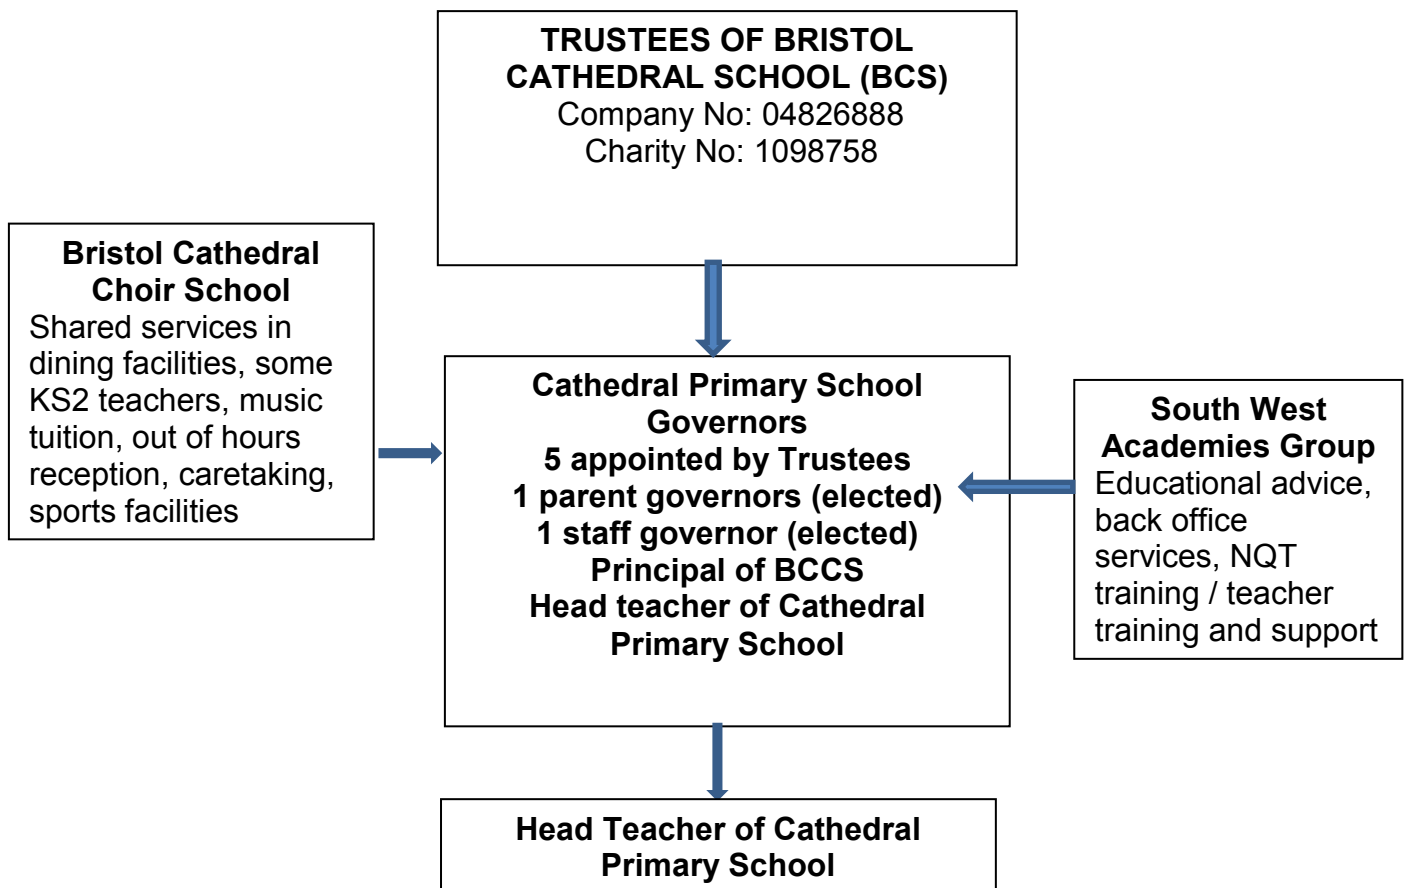 TRUSTEES OF BRISTOL
CATHEDRAL SCHOOL (BCS)
Company No: 04826888
Charity No: 1098758
Bristol Cathedral
Choir School
Shared services in
dining facilities, some
KS2 teachers, music
tuition, out of hours
reception, caretaking,
sports facilities
Cathedral Primary School
Governors
5 appointed by Trustees
1 parent governors (elected)
1 staff governor (elected)
Principal of BCCS
Head teacher of Cathedral
Primary School
South West
Academies Group
Educational advice,
back office
services, NQT
training / teacher
training and support
Head Teacher of Cathedral
Primary School